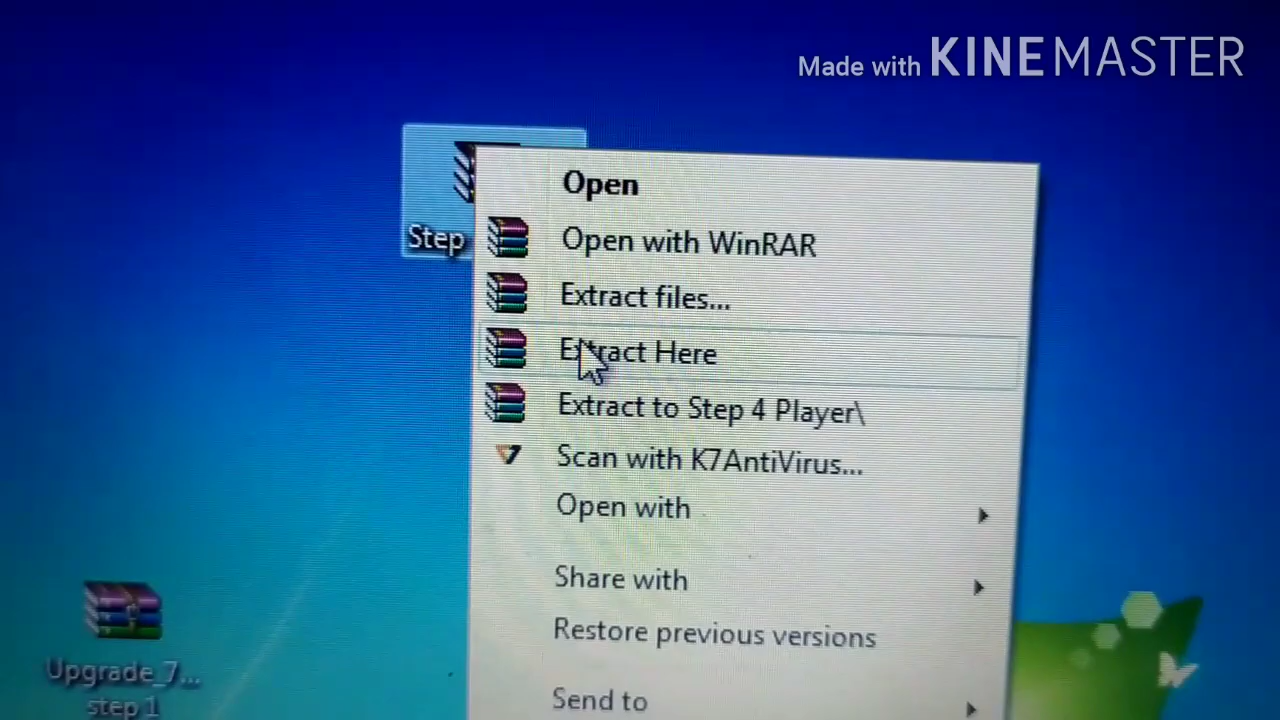 Made with KINEMASTER
Open
Step
Open with WinRAR
Extract files...
Extract Here
Extract to Step 4 Player\
Scan with K7AntiVirus...
Open with
Share with
Restore previous versions
Send to
Upgrade_7...
step 1